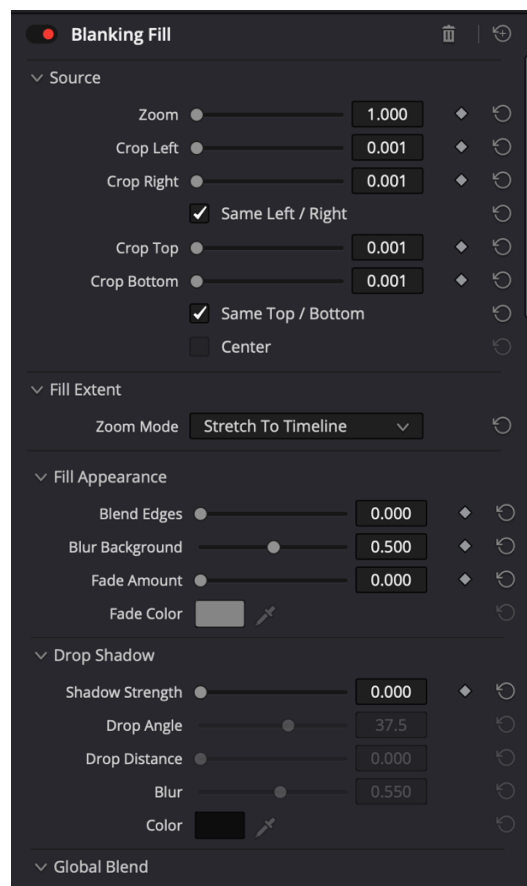 Blanking Fill
Source
Zoom 1.000
Crop Left 0.001
Crop Right 0.001
Same Left / Right
Crop Top 0.001
Crop Bottom 0.001
Same Top / Bottom
Center
Fill Extent
Zoom Mode Stretch To Timeline
Fill Appearance
Blend Edges 0.000
Blur Background 0.500
Fade Amount 0.000
Fade Color
Drop Shadow
Shadow Strength 0.000
Drop Angle 37.5
Drop Distance 0.000
Blur 0.550
Color
Global Blend